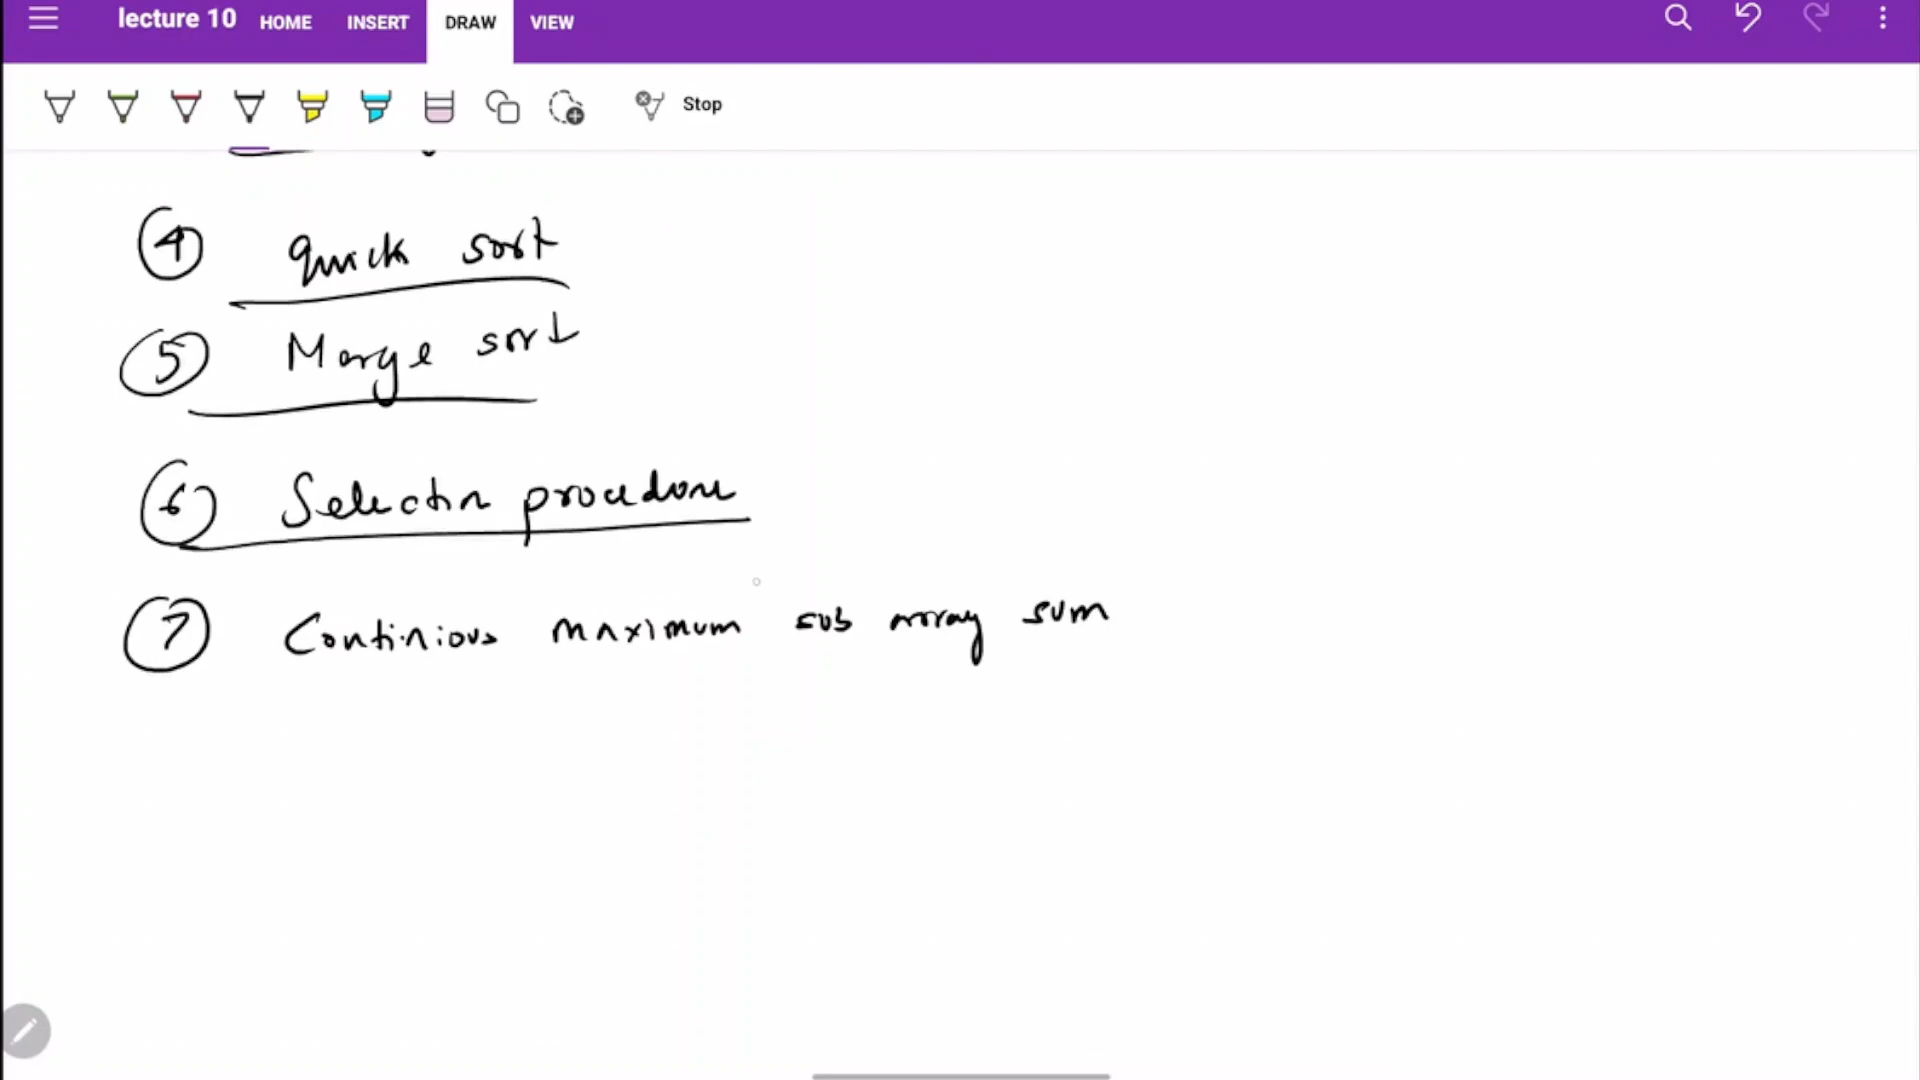 lecture 10 HOME INSERT DRAW VIEW
Stop
④ quick sort
⑤ Merge sort
⑥ Selection procedure
⑦ Continious maximum sub array sum